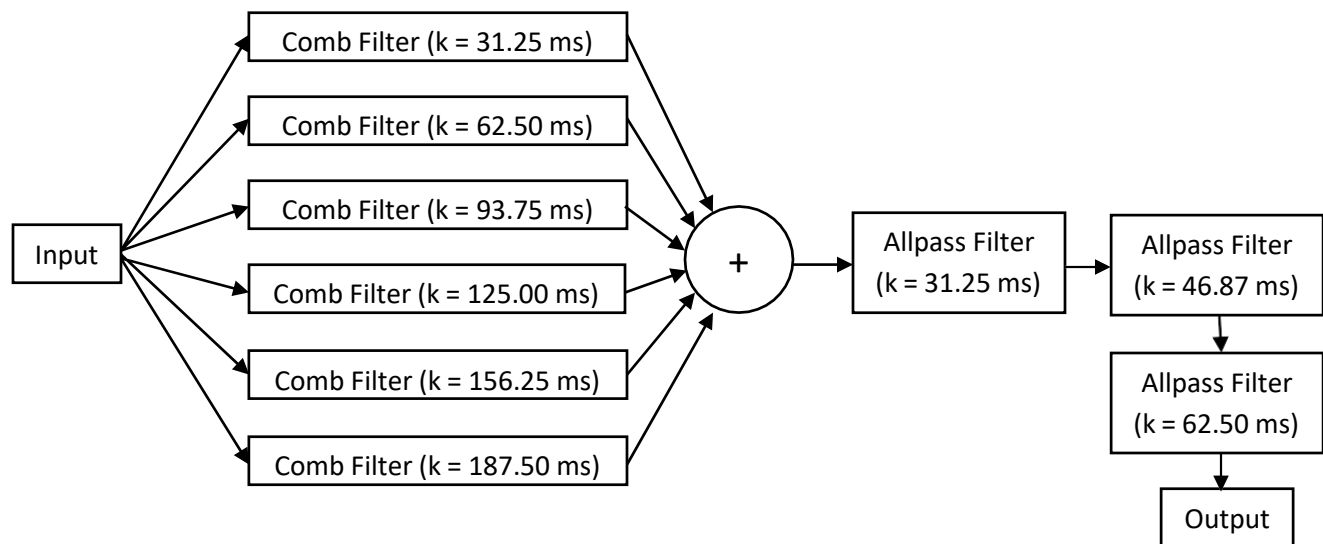 Comb Filter (k = 31.25 ms)
Comb Filter (k = 62.50 ms)
Comb Filter (k = 93.75 ms)
Input
Comb Filter (k = 125.00 ms)
Comb Filter (k = 156.25 ms)
Comb Filter (k = 187.50 ms)
+
Allpass Filter
(k = 31.25 ms)
Allpass Filter
(k = 46.87 ms)
Allpass Filter
(k = 62.50 ms)
Output